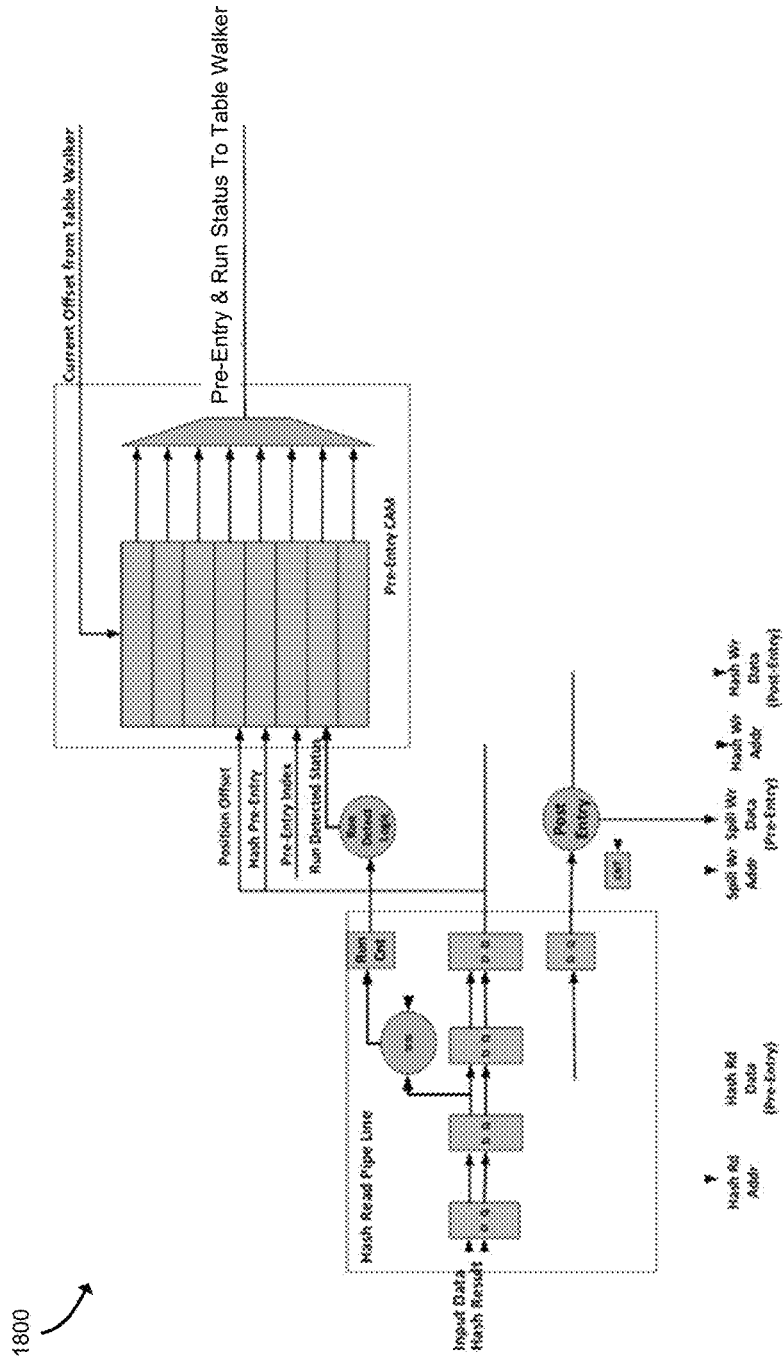 1800
Current Offset from Table Walker
Pre-Entry & Run Status To Table Walker
Pre-Entry CAM
Position Offset
Hash Pre-Entry
Pre-Entry Index
Run Detected Status
Run
Detect
Logic
Run
Cnt
==
Hash Read Pipe Line
Input Data
Hash Result
Post
Entry
Hash Rd
Addr
Hash Rd
Data
(Pre-Entry)
Spill Wr
Addr
Spill Wr
Data
(Pre-Entry)
Hash Wr
Addr
Hash Wr
Data
(Post-Entry)